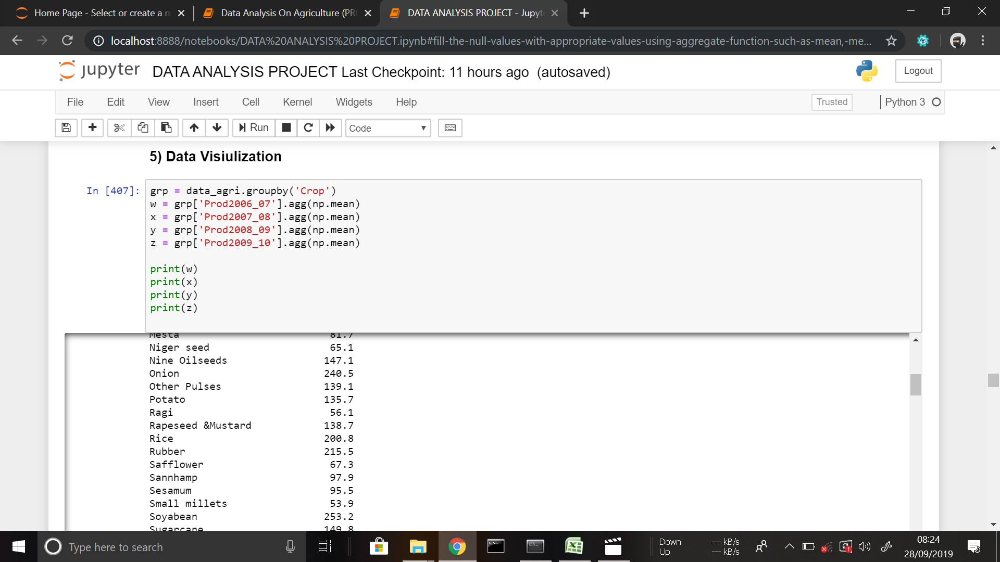 Home Page - Select or create a n
Data Analysis On Agriculture (PR
DATA ANALYSIS PROJECT - Jupyt
localhost:8888/notebooks/DATA%20ANALYSIS%20PROJECT.ipynb#fill-the-null-values-with-appropriate-values-using-aggregate-function-such-as-mean,-me...
jupyter DATA ANALYSIS PROJECT Last Checkpoint: 11 hours ago (autosaved)
Logout
File Edit View Insert Cell Kernel Widgets Help
Trusted
Python 3
Run
Code
5) Data Visiulization
In [407]:
grp = data_agri.groupby('Crop')
w = grp['Prod2006_07'].agg(np.mean)
x = grp['Prod2007_08'].agg(np.mean)
y = grp['Prod2008_09'].agg(np.mean)
z = grp['Prod2009_10'].agg(np.mean)
print(w)
print(x)
print(y)
print(z)
Mesta 81.7
Niger seed 65.1
Nine Oilseeds 147.1
Onion 240.5
Other Pulses 139.1
Potato 135.7
Ragi 56.1
Rapeseed &Mustard 138.7
Rice 200.8
Rubber 215.5
Safflower 67.3
Sannhamp 97.9
Sesamum 95.5
Small millets 53.9
Soyabean 253.2
Sugarcane 149.8
Type here to search
Down --- kB/s
Up --- kB/s
08:24
28/09/2019